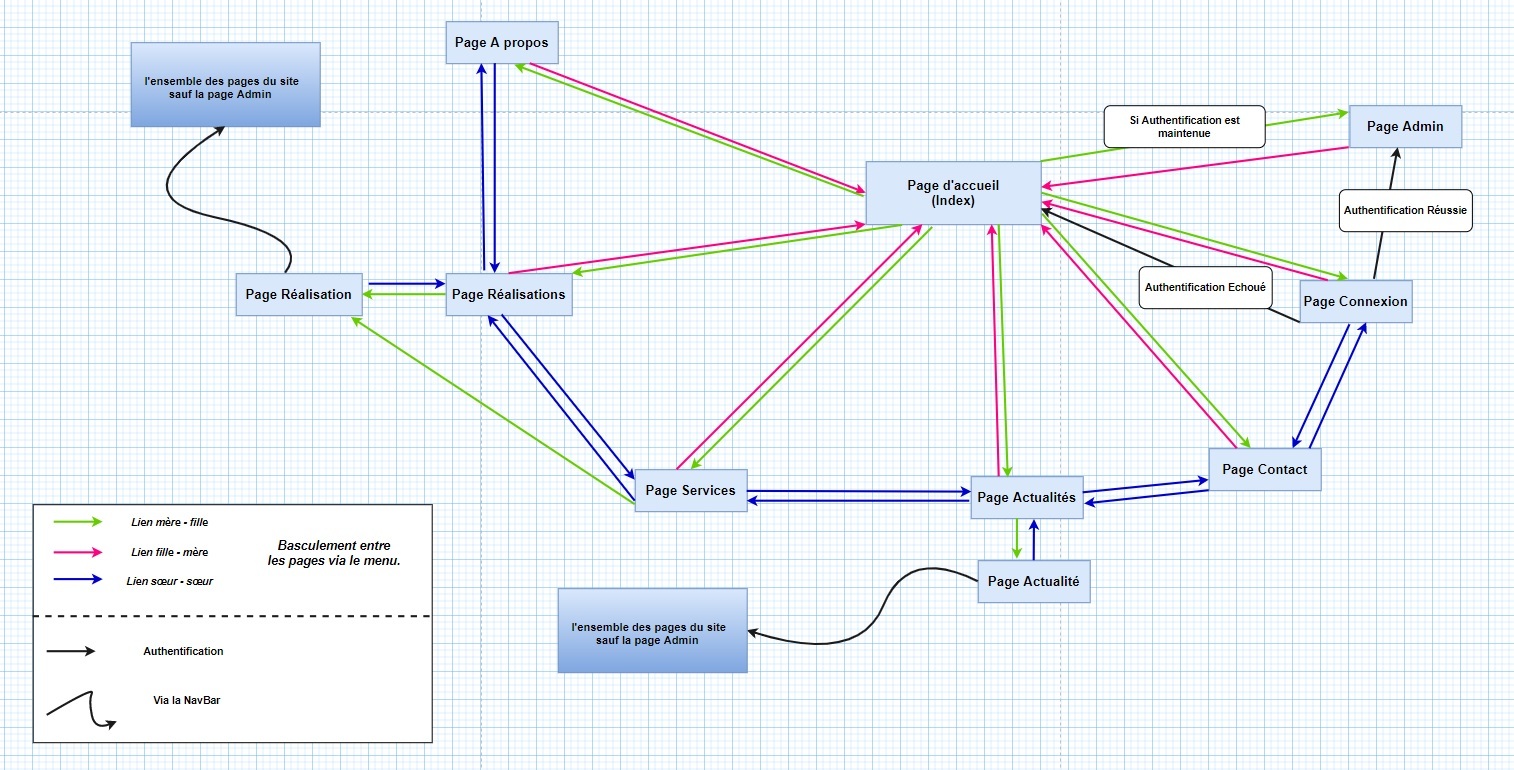 Page A propos
l'ensemble des pages du site
sauf la page Admin
Si Authentification est
maintenue
Page Admin
Page d'accueil
(Index)
Authentification Réussie
Authentification Echoué
Page Réalisation
Page Réalisations
Page Connexion
Page Services
Page Actualités
Page Contact
Page Actualité
l'ensemble des pages du site
sauf la page Admin
Lien mère - fille
Lien fille - mère
Lien sœur - sœur
Basculement entre
les pages via le menu.
Authentification
Via la NavBar